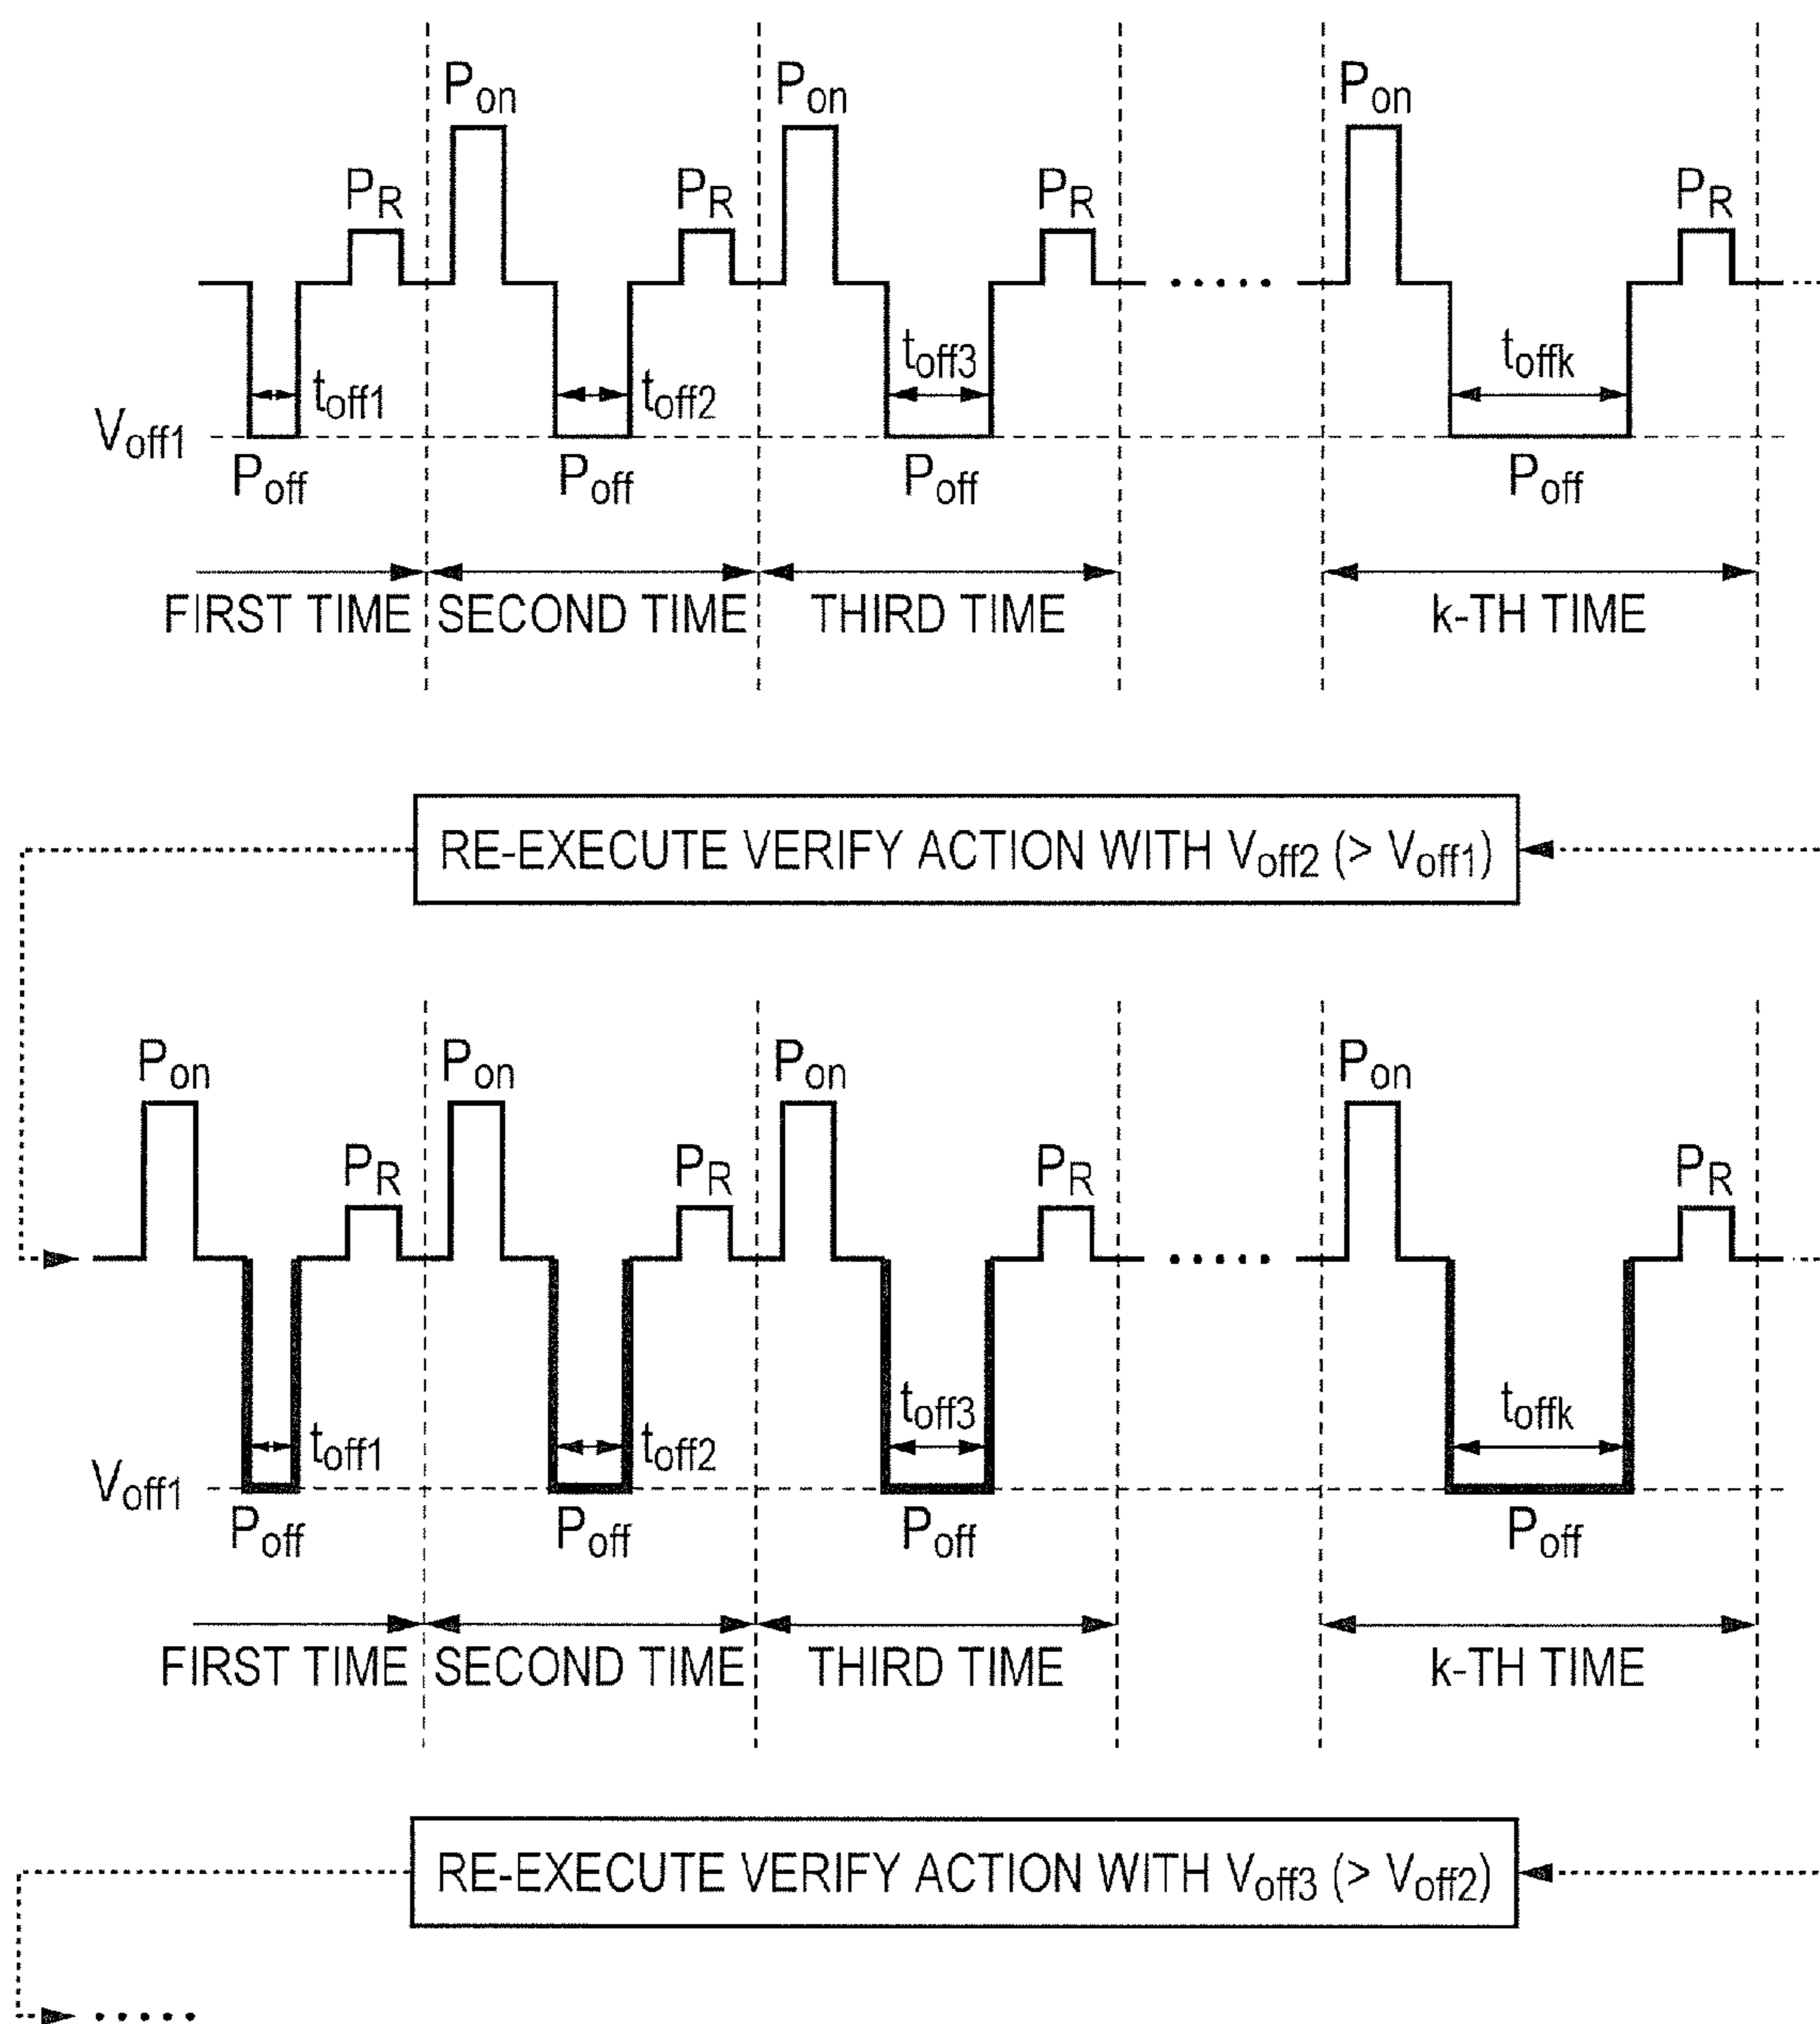 Pon Pon Pon
PR PR PR PR
toff1 toff2 toff3 toffk
Voff1
Poff Poff Poff Poff
FIRST TIME SECOND TIME THIRD TIME k-TH TIME
RE-EXECUTE VERIFY ACTION WITH Voff2 (> Voff1)
Pon Pon Pon Pon
PR PR PR PR
toff1 toff2 toff3 toffk
Voff1
Poff Poff Poff Poff
FIRST TIME SECOND TIME THIRD TIME k-TH TIME
RE-EXECUTE VERIFY ACTION WITH Voff3 (> Voff2)